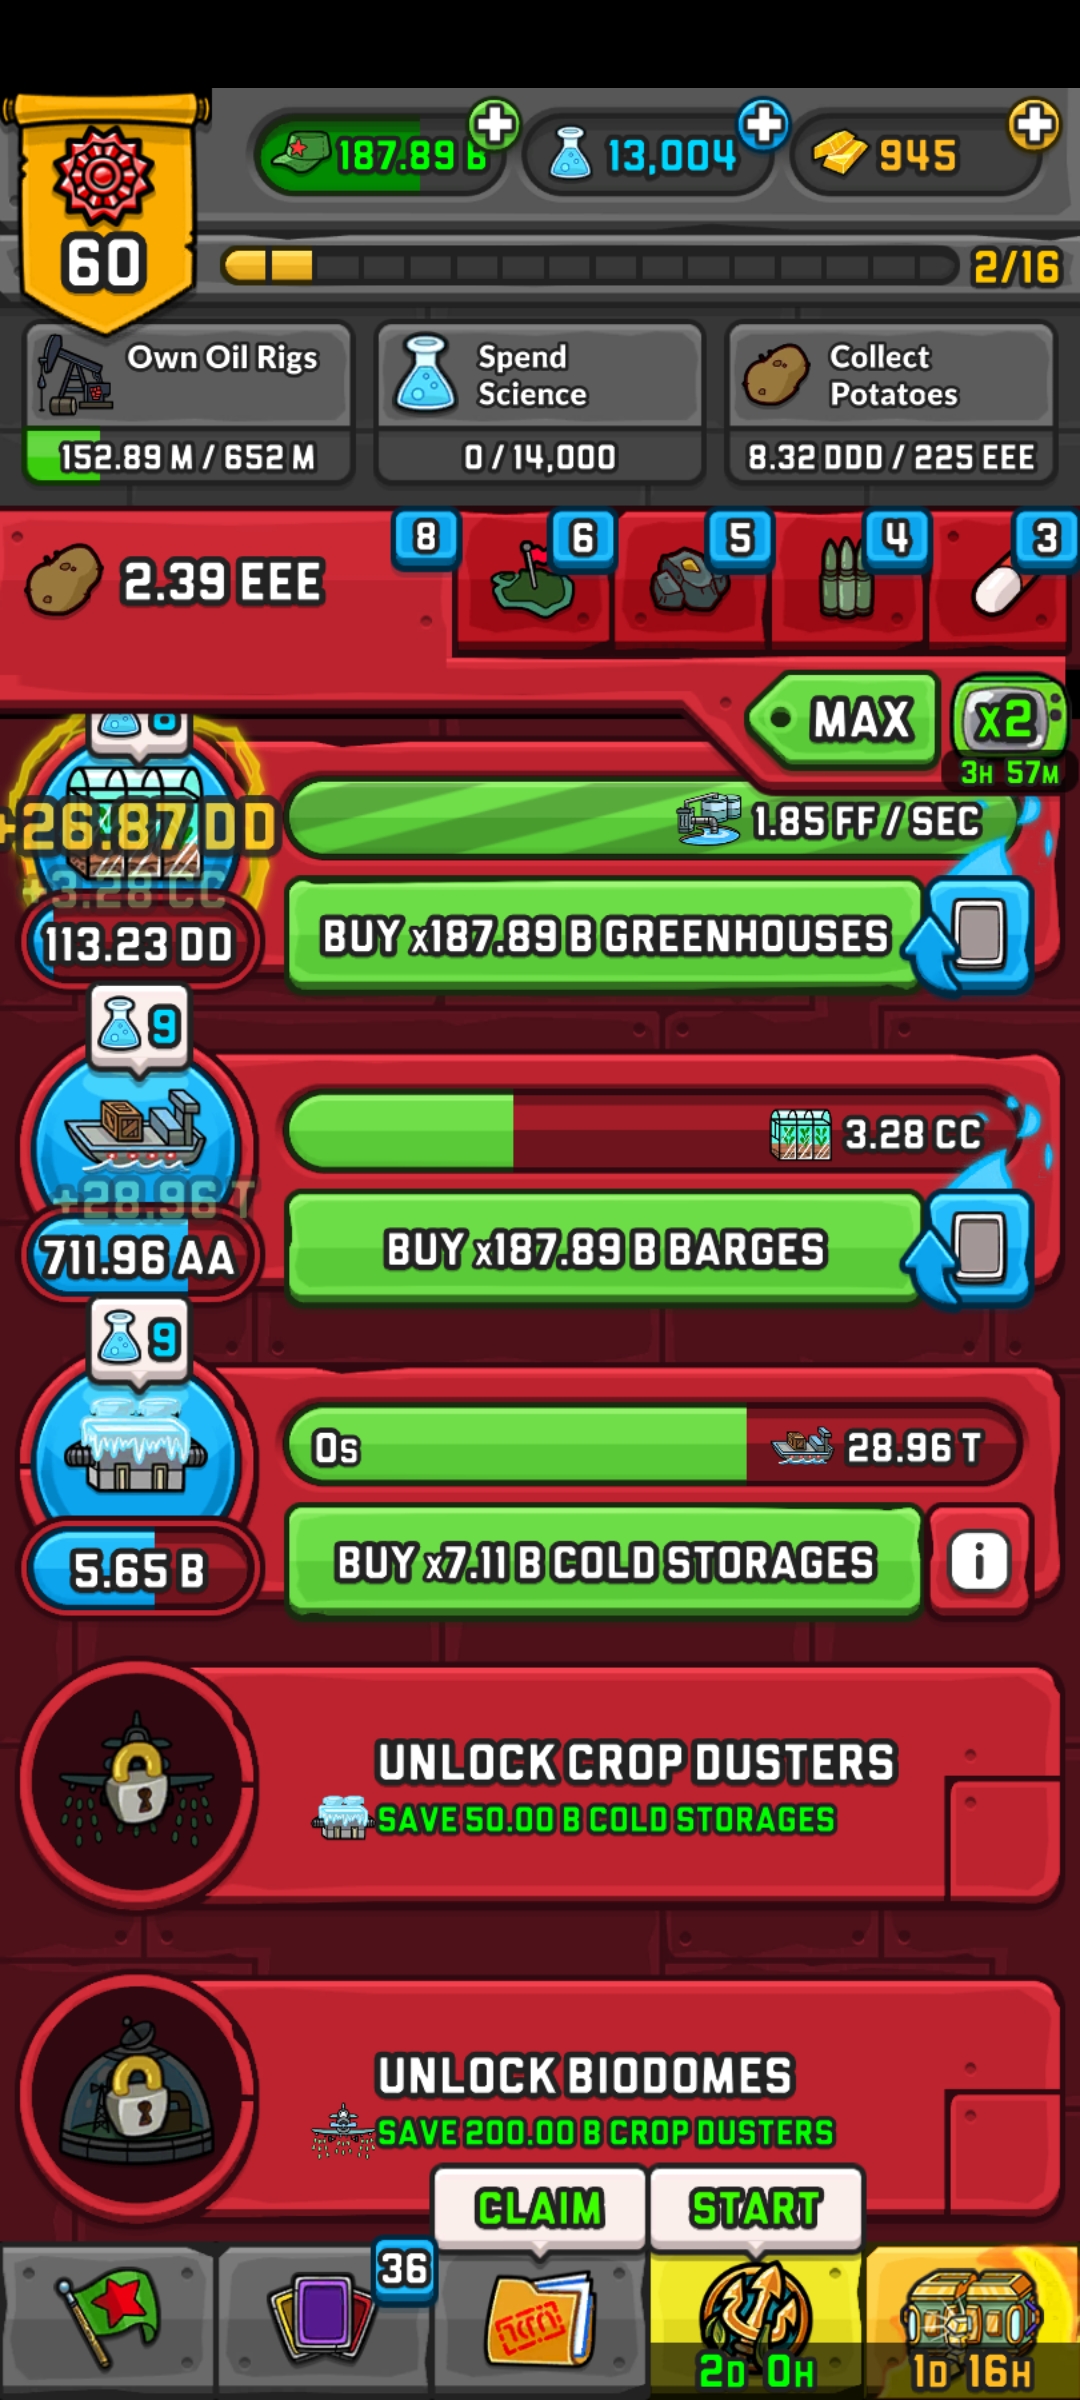 187.89 B
13,004
945
60
2/16
Own Oil Rigs
152.89 M / 652 M
Spend
Science
0 / 14,000
Collect
Potatoes
8.32 DDD / 225 EEE
2.39 EEE
8
6
5
4
3
MAX
x2
3H 57M
8
+26.87 DD
+3.28 CC
113.23 DD
1.85 FF / SEC
BUY x187.89 B GREENHOUSES
9
+28.96 T
711.96 AA
3.28 CC
BUY x187.89 B BARGES
9
5.65 B
0s
28.96 T
BUY x7.11 B COLD STORAGES
i
UNLOCK CROP DUSTERS
SAVE 50.00 B COLD STORAGES
UNLOCK BIODOMES
SAVE 200.00 B CROP DUSTERS
CLAIM
START
36
2D 0H
1D 16H